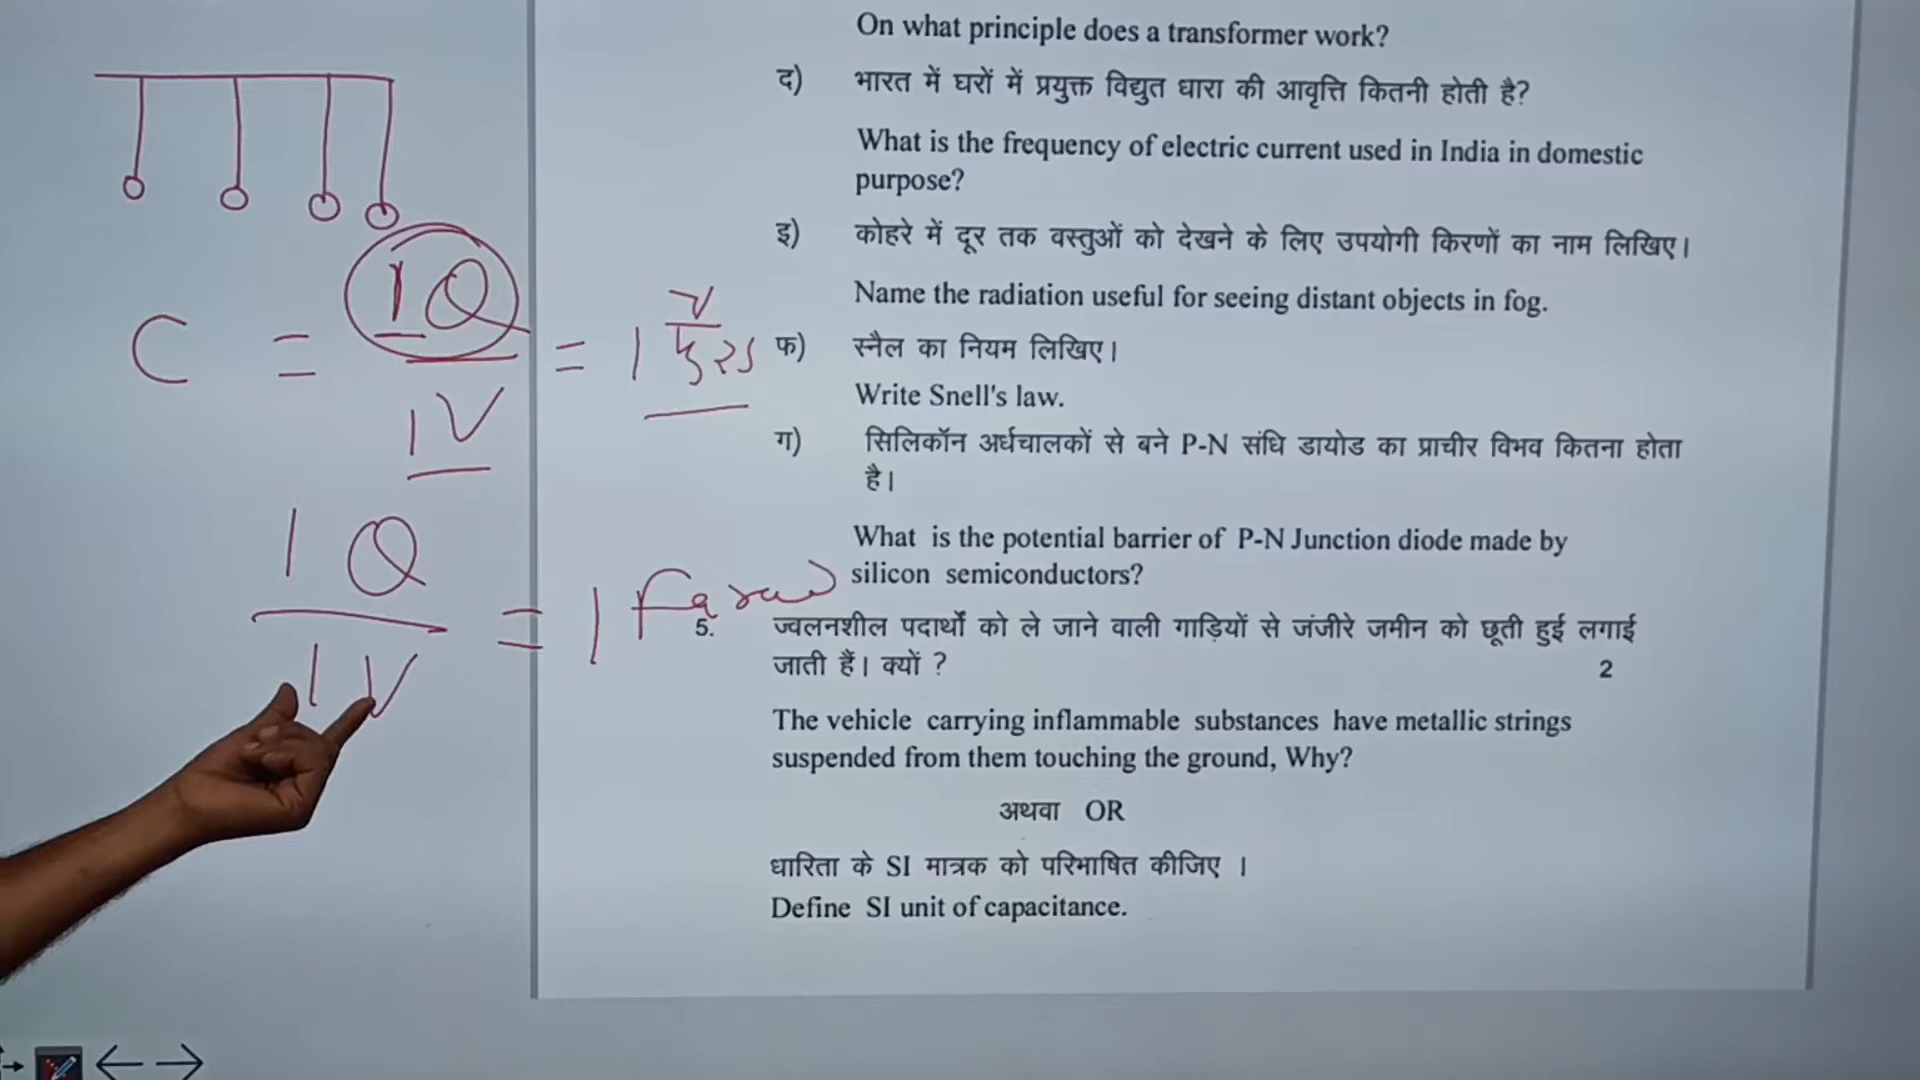 On what principle does a transformer work?
द) भारत में घरों में प्रयुक्त विद्युत धारा की आवृत्ति कितनी होती है?
What is the frequency of electric current used in India in domestic
purpose?
इ) कोहरे में दूर तक वस्तुओं को देखने के लिए उपयोगी किरणों का नाम लिखिए।
Name the radiation useful for seeing distant objects in fog.
फ) स्नैल का नियम लिखिए।
Write Snell's law.
ग) सिलिकॉन अर्धचालकों से बने P-N संधि डायोड का प्राचीर विभव कितना होता
है।
What is the potential barrier of P-N Junction diode made by
silicon semiconductors?
5. ज्वलनशील पदार्थों को ले जाने वाली गाड़ियों से जंजीरे जमीन को छूती हुई लगाई
जाती हैं। क्यों ? 2
The vehicle carrying inflammable substances have metallic strings
suspended from them touching the ground, Why?
अथवा OR
धारिता के SI मात्रक को परिभाषित कीजिए ।
Define SI unit of capacitance.
C = 1Q = 1
1V
1 Q = 1 Farad
1V